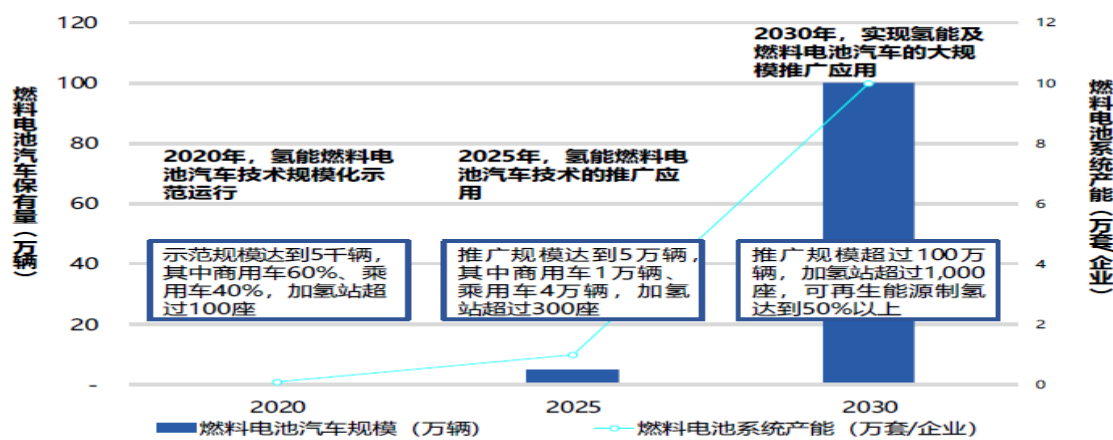 燃料电池汽车保有量（万辆）
120
100
80
60
40
20
-
2020年，氢能燃料电
池汽车技术规模化示
范运行
示范规模达到5千辆，
其中商用车60%、乘
用车40%，加氢站超
过100座
2025年，氢能燃料电
池汽车技术的推广应
用
推广规模达到5万辆，
其中商用车1万辆、
乘用车4万辆，加氢
站超过300座
2030年，实现氢能及
燃料电池汽车的大规
模推广应用
推广规模超过100万
辆，加氢站超过1,000
座，可再生能源制氢
达到50%以上
12
10
8
6
4
2
0
燃料电池系统产能（万套/企业）
2020
2025
2030
燃料电池汽车规模（万辆）
燃料电池系统产能（万套/企业）